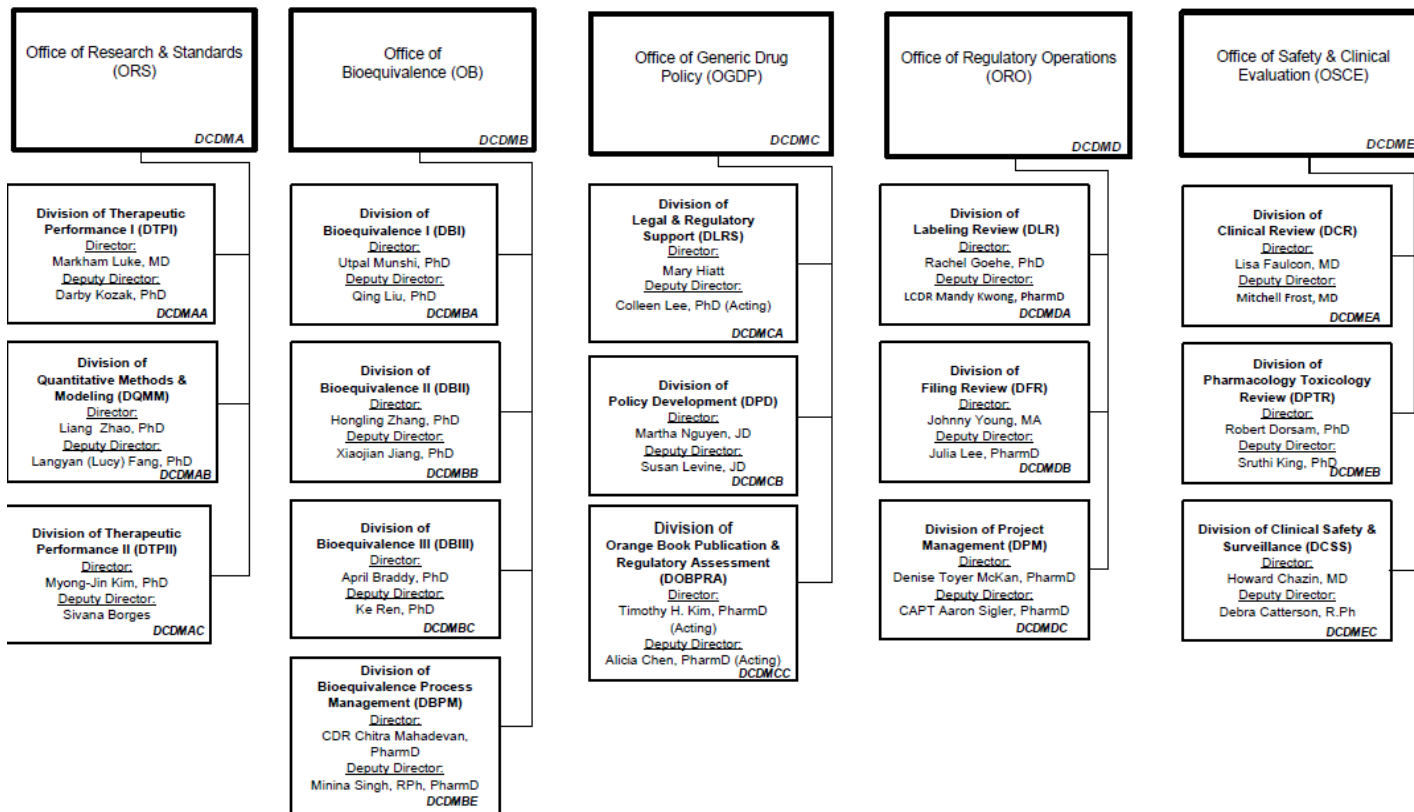 Office of Research & Standards
(ORS)
DCDMA
Division of Therapeutic
Performance I (DTPI)
Director:
Markham Luke, MD
Deputy Director:
Darby Kozak, PhD
DCDMAA
Division of
Quantitative Methods &
Modeling (DQMM)
Director:
Liang Zhao, PhD
Deputy Director:
Langyan (Lucy) Fang, PhD
DCDMAB
Division of Therapeutic
Performance II (DTPII)
Director:
Myong-Jin Kim, PhD
Deputy Director:
Sivana Borges
DCDMAC
Office of
Bioequivalence (OB)
DCDMB
Division of
Bioequivalence I (DBI)
Director:
Utpal Munshi, PhD
Deputy Director:
Qing Liu, PhD
DCDMBA
Division of
Bioequivalence II (DBII)
Director:
Hongling Zhang, PhD
Deputy Director:
Xiaojian Jiang, PhD
DCDMBB
Division of
Bioequivalence III (DBIII)
Director:
April Braddy, PhD
Deputy Director:
Ke Ren, PhD
DCDMBC
Division of
Bioequivalence Process
Management (DBPM)
Director:
CDR Chitra Mahadevan,
PharmD
Deputy Director:
Minina Singh, RPh, PharmD
DCDMBE
Office of Generic Drug
Policy (OGDP)
DCDMC
Division of
Legal & Regulatory
Support (DLRS)
Director:
Mary Hiatt
Deputy Director:
Colleen Lee, PhD (Acting)
DCDMCA
Division of
Policy Development (DPD)
Director:
Martha Nguyen, JD
Deputy Director:
Susan Levine, JD
DCDMCB
Division of
Orange Book Publication &
Regulatory Assessment
(DOBPRA)
Director:
Timothy H. Kim, PharmD
(Acting)
Deputy Director:
Alicia Chen, PharmD (Acting)
DCDMCC
Office of Regulatory Operations
(ORO)
DCDMD
Division of
Labeling Review (DLR)
Director:
Rachel Goehe, PhD
Deputy Director:
LCDR Mandy Kwong, PharmD
DCDMDA
Division of
Filing Review (DFR)
Director:
Johnny Young, MA
Deputy Director:
Julia Lee, PharmD
DCDMDB
Division of Project
Management (DPM)
Director:
Denise Toyer McKan, PharmD
Deputy Director:
CAPT Aaron Sigler, PharmD
DCDMDC
Office of Safety & Clinical
Evaluation (OSCE)
DCDME
Division of
Clinical Review (DCR)
Director:
Lisa Faulcon, MD
Deputy Director:
Mitchell Frost, MD
DCDMEA
Division of
Pharmacology Toxicology
Review (DPTR)
Director:
Robert Dorsam, PhD
Deputy Director:
Sruthi King, PhD
DCDMEB
Division of Clinical Safety &
Surveillance (DCSS)
Director:
Howard Chazin, MD
Deputy Director:
Debra Catterson, R.Ph
DCDMEC